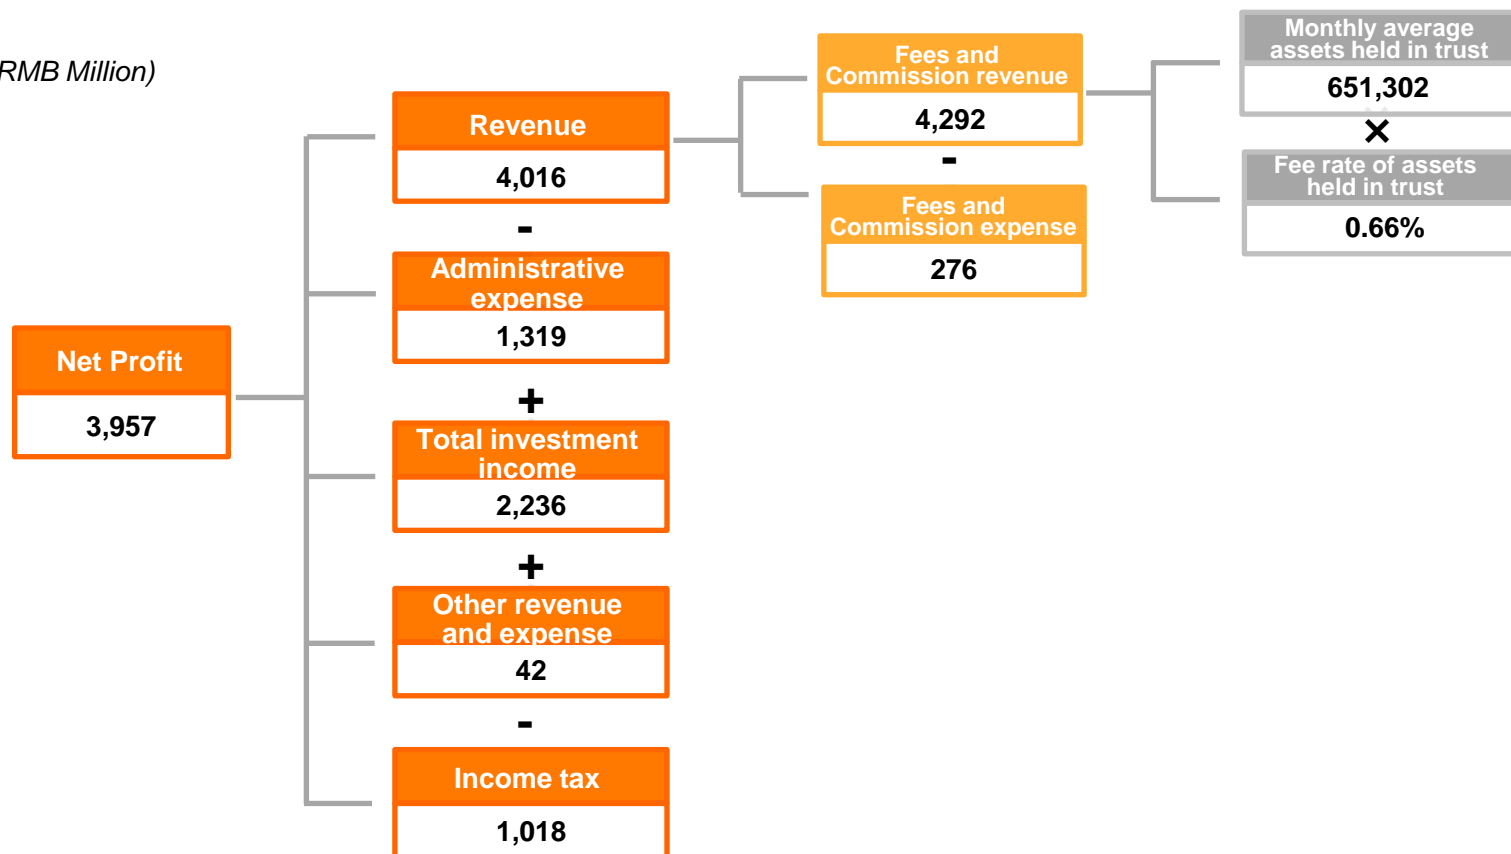 RMB Million)
Net Profit
3,957
Revenue
4,016
-
Administrative
expense
1,319
+
Total investment
income
2,236
+
Other revenue
and expense
42
-
Income tax
1,018
Fees and
Commission revenue
4,292
-
Fees and
Commission expense
276
Monthly average
assets held in trust
651,302
×
Fee rate of assets
held in trust
0.66%